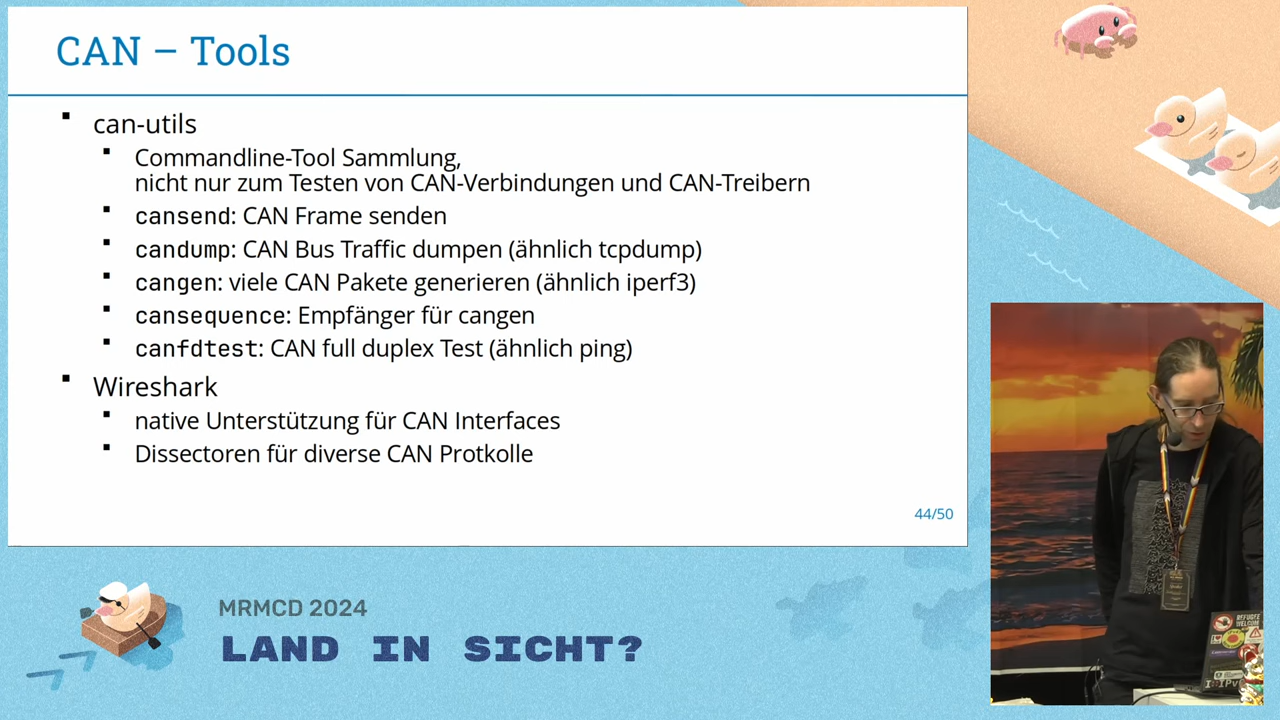 CAN – Tools
can-utils
Commandline-Tool Sammlung,
nicht nur zum Testen von CAN-Verbindungen und CAN-Treibern
cansend: CAN Frame senden
candump: CAN Bus Traffic dumpen (ähnlich tcpdump)
cangen: viele CAN Pakete generieren (ähnlich iperf3)
cansequence: Empfänger für cangen
canfdtest: CAN full duplex Test (ähnlich ping)
Wireshark
native Unterstützung für CAN Interfaces
Dissectoren für diverse CAN Protkolle
44/50
MRMCD 2024
LAND IN SICHT?
REFUGEES
WELCOME